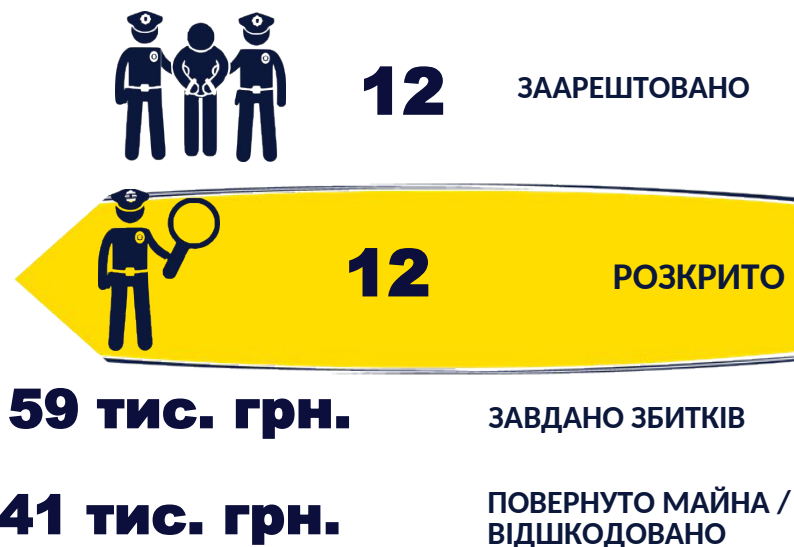 12 ЗААРЕШТОВАНО
12 РОЗКРИТО
59 тис. грн. ЗАВДАНО ЗБИТКІВ
41 тис. грн. ПОВЕРНУТО МАЙНА /
ВІДШКОДОВАНО